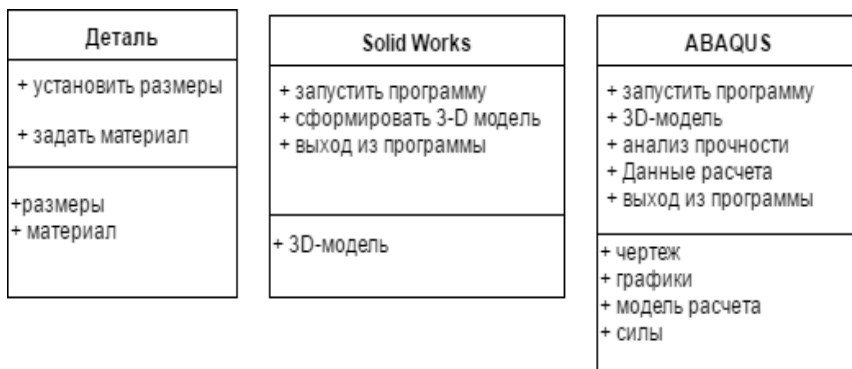 Деталь
+ установить размеры
+ задать материал
+размеры
+ материал
Solid Works
+ запустить программу
+ сформировать 3-D модель
+ выход из программы
+ 3D-модель
ABAQUS
+ запустить программу
+ 3D-модель
+ анализ прочности
+ Данные расчета
+ выход из программы
+ чертеж
+ графики
+ модель расчета
+ силы